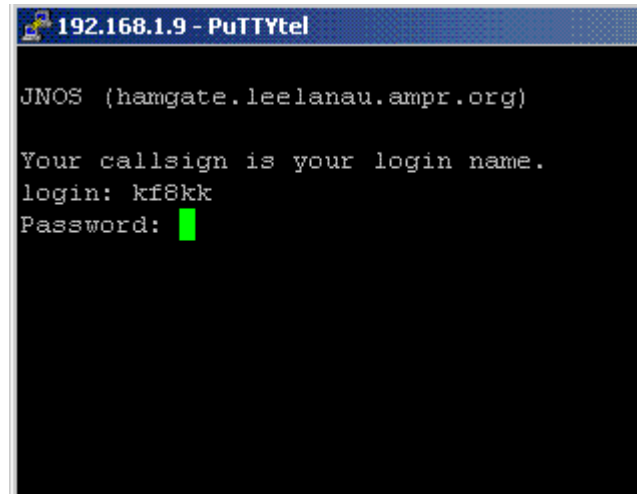 192.168.1.9 - PuTTYtel
JNOS (hamgate.leelanau.ampr.org)
Your callsign is your login name.
login: kf8kk
Password: